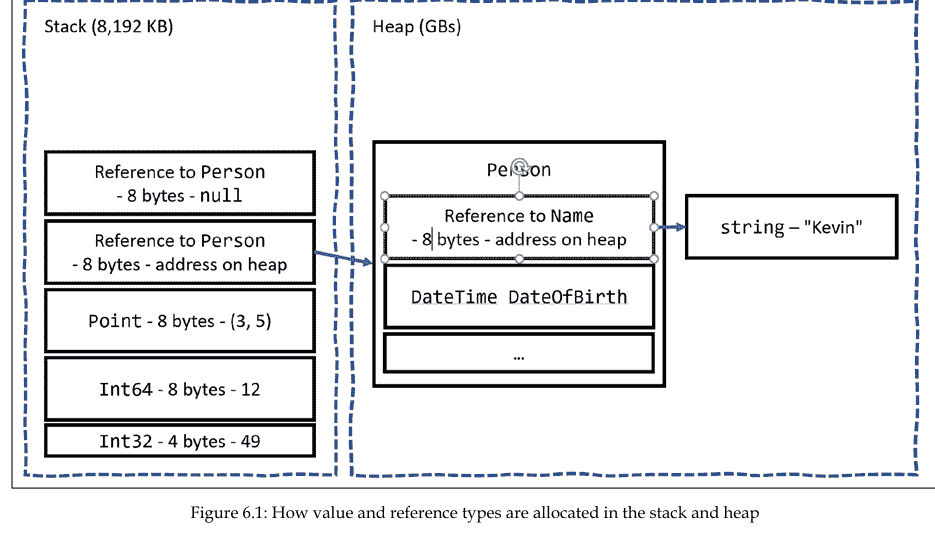 Stack (8,192 KB)
Heap (GBs)
Reference to Person
- 8 bytes - null
Reference to Person
- 8 bytes - address on heap
Point - 8 bytes - (3, 5)
Int64 - 8 bytes - 12
Int32 - 4 bytes - 49
Person
Reference to Name
- 8 bytes - address on heap
DateTime DateOfBirth
...
string – "Kevin"
Figure 6.1: How value and reference types are allocated in the stack and heap